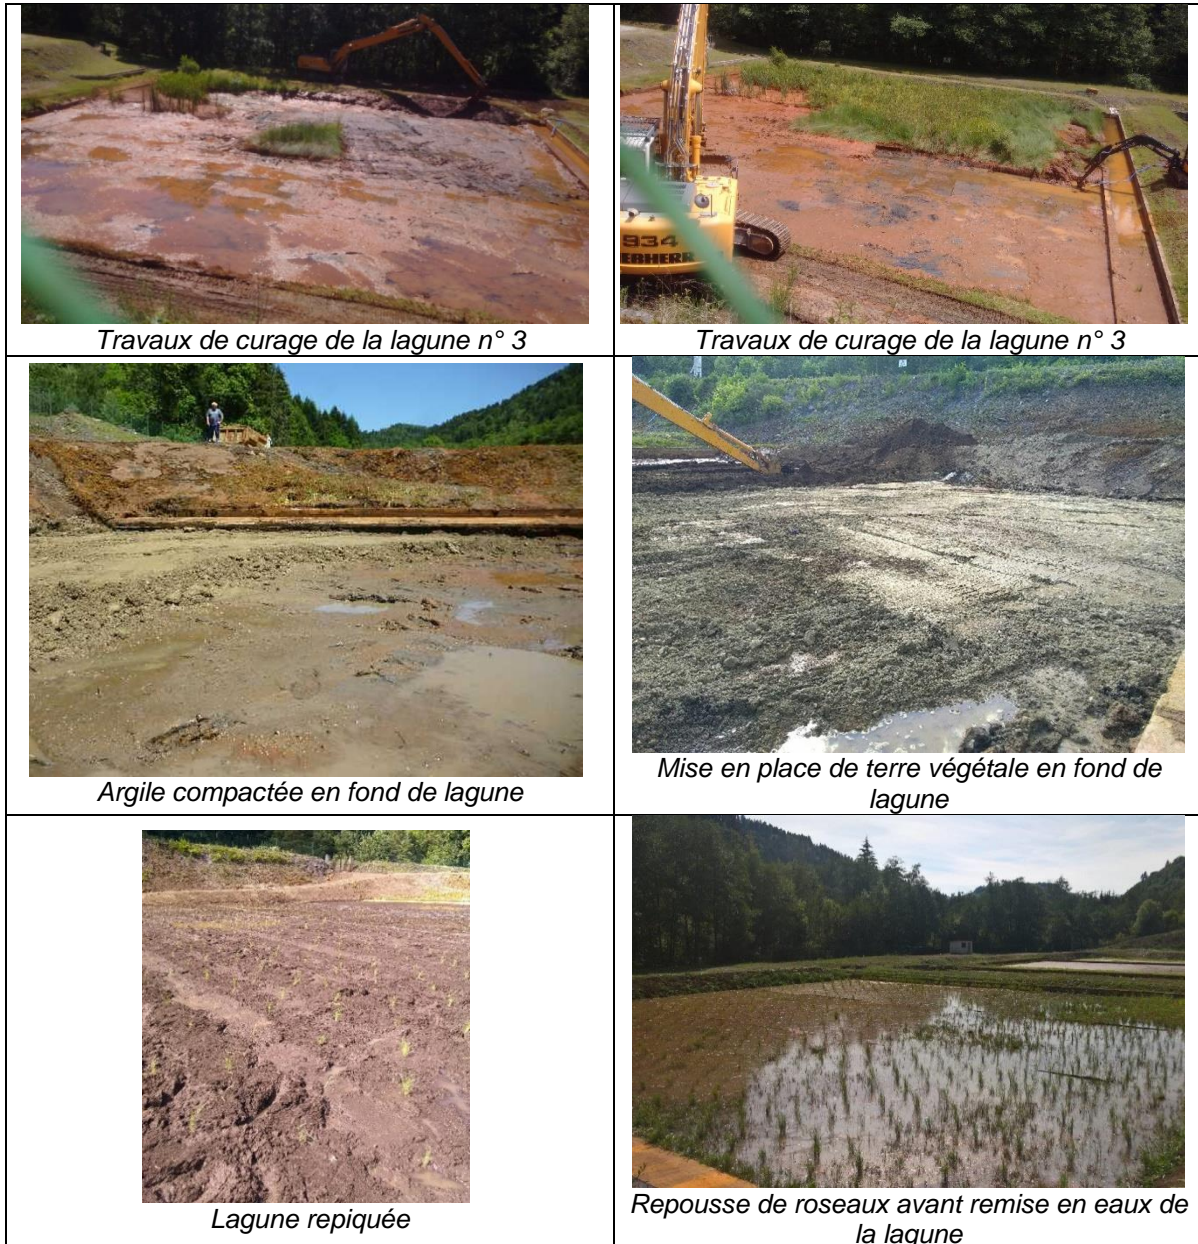 934
EBHERR
Travaux de curage de la lagune n° 3
Travaux de curage de la lagune n° 3
Argile compactée en fond de lagune
Mise en place de terre végétale en fond de
lagune
Lagune repiquée
Repousse de roseaux avant remise en eaux de
la lagune